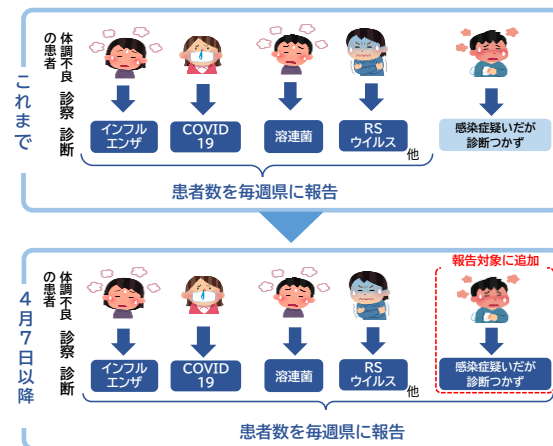 これまで
体調不良
の患者
診察
診断
インフル
エンザ
COVID
19
溶連菌
RS
ウイルス
他
感染症疑いだが
診断つかず
患者数を毎週県に報告
4月7日以降
体調不良
の患者
診察
診断
報告対象に追加
インフル
エンザ
COVID
19
溶連菌
RS
ウイルス
他
感染症疑いだが
診断つかず
患者数を毎週県に報告